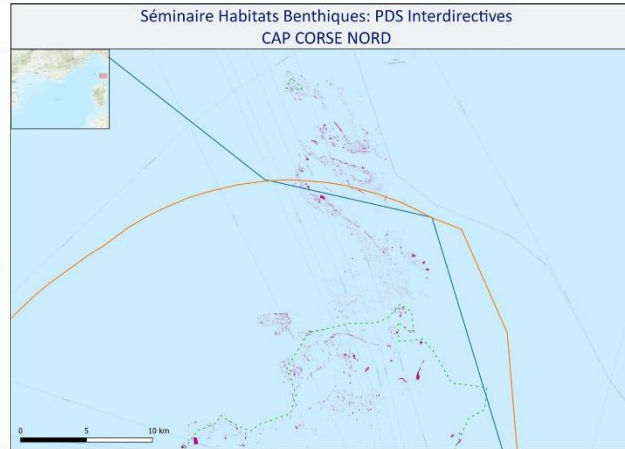 Séminaire Habitats Benthiques: PDS Interdirectives
CAP CORSE NORD
0 5 10 km